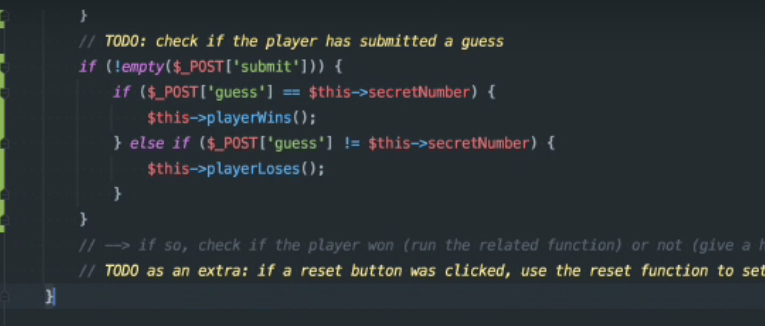 }
// TODO: check if the player has submitted a guess
if (!empty($_POST['submit'])) {
if ($_POST['guess'] == $this->secretNumber) {
$this->playerWins();
} else if ($_POST['guess'] != $this->secretNumber) {
$this->playerLoses();
}
}
// —> if so, check if the player won (run the related function) or not (give a h
// TODO as an extra: if a reset button was clicked, use the reset function to set
}